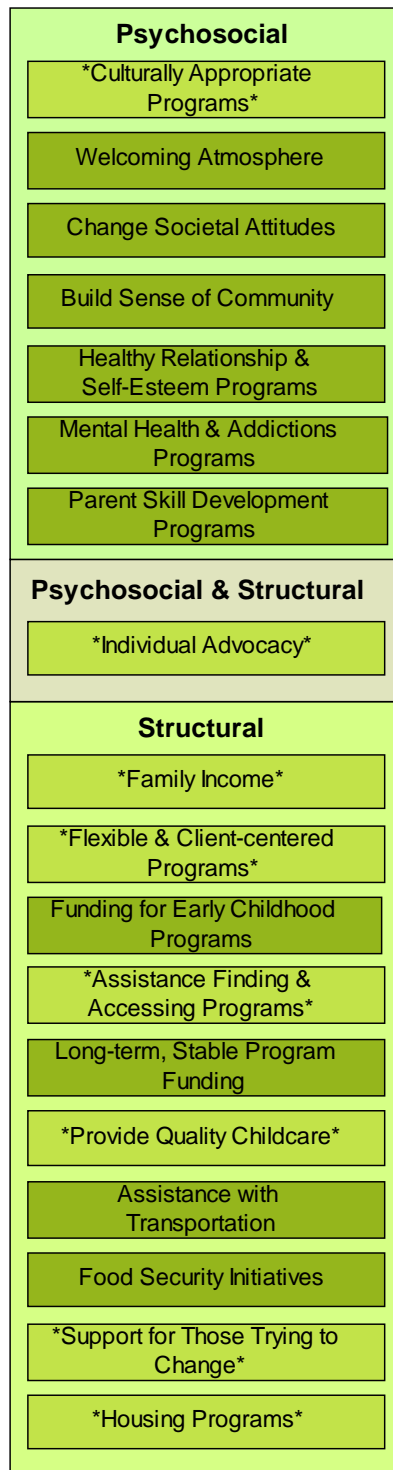 Psychosocial
*Culturally Appropriate
Programs*
Welcoming Atmosphere
Change Societal Attitudes
Build Sense of Community
Healthy Relationship &
Self-Esteem Programs
Mental Health & Addictions
Programs
Parent Skill Development
Programs
Psychosocial & Structural
*Individual Advocacy*
Structural
*Family Income*
*Flexible & Client-centered
Programs*
Funding for Early Childhood
Programs
*Assistance Finding &
Accessing Programs*
Long-term, Stable Program
Funding
*Provide Quality Childcare*
Assistance with
Transportation
Food Security Initiatives
*Support for Those Trying to
Change*
*Housing Programs*